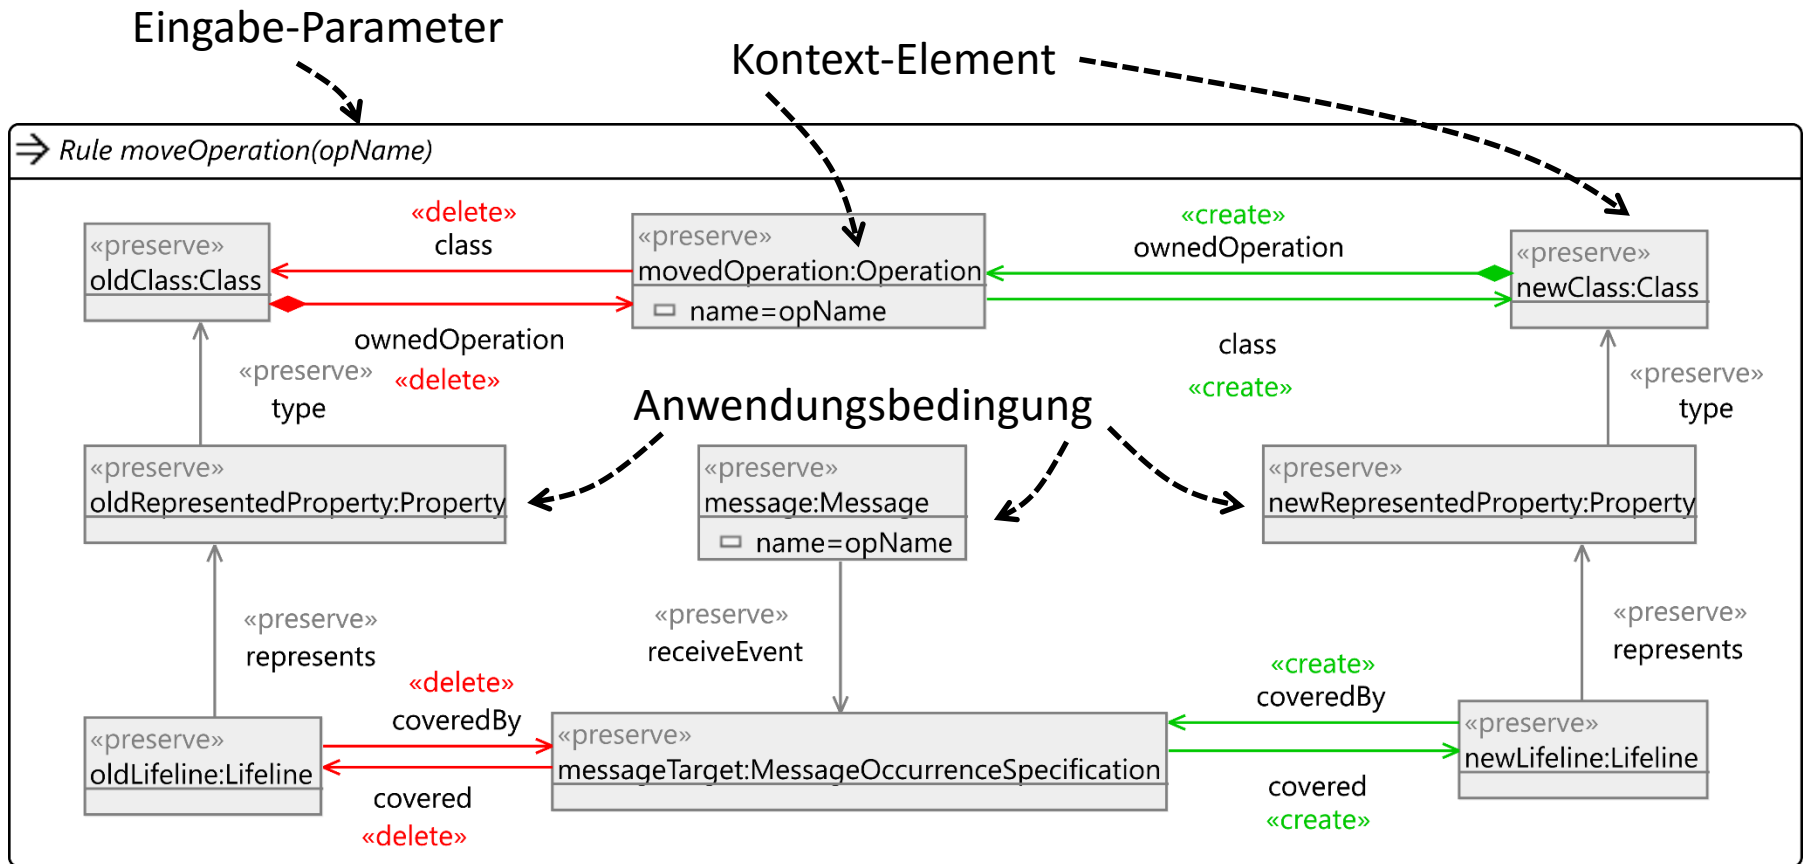 Eingabe-Parameter
Kontext-Element
Rule moveOperation(opName)
«delete»
class
«preserve»
oldClass:Class
«preserve»
movedOperation:Operation
name=opName
«create»
ownedOperation
«preserve»
newClass:Class
ownedOperation
«delete»
class
«create»
«preserve»
type
«preserve»
type
Anwendungsbedingung
«preserve»
oldRepresentedProperty:Property
«preserve»
message:Message
name=opName
«preserve»
newRepresentedProperty:Property
«preserve»
represents
«preserve»
receiveEvent
«preserve»
represents
«delete»
coveredBy
«create»
coveredBy
«preserve»
oldLifeline:Lifeline
«preserve»
messageTarget:MessageOccurrenceSpecification
«preserve»
newLifeline:Lifeline
covered
«delete»
covered
«create»